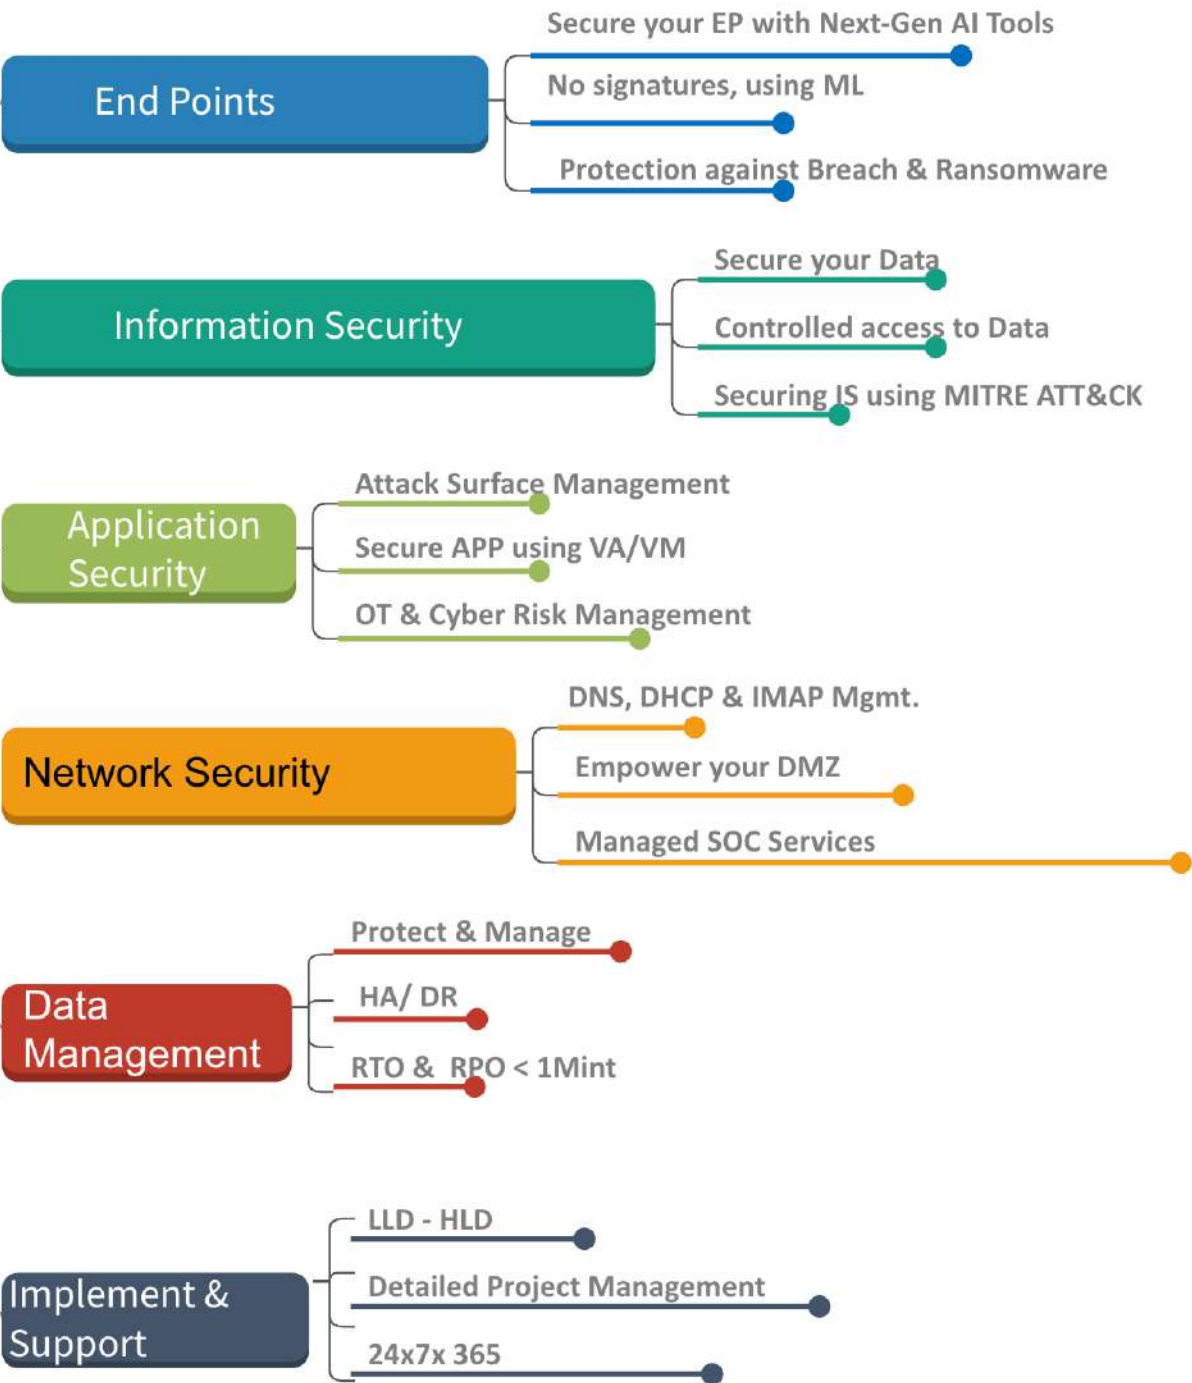 Secure your EP with Next-Gen AI Tools
End Points
No signatures, using ML
Protection against Breach & Ransomware
Secure your Data
Information Security
Controlled access to Data
Securing IS using MITRE ATT&CK
Attack Surface Management
Application
Security
Secure APP using VA/VM
OT & Cyber Risk Management
DNS, DHCP & IMAP Mgmt.
Network Security
Empower your DMZ
Managed SOC Services
Protect & Manage
Data
Management
HA/ DR
RTO & RPO < 1Mint
LLD - HLD
Implement &
Support
Detailed Project Management
24x7x 365